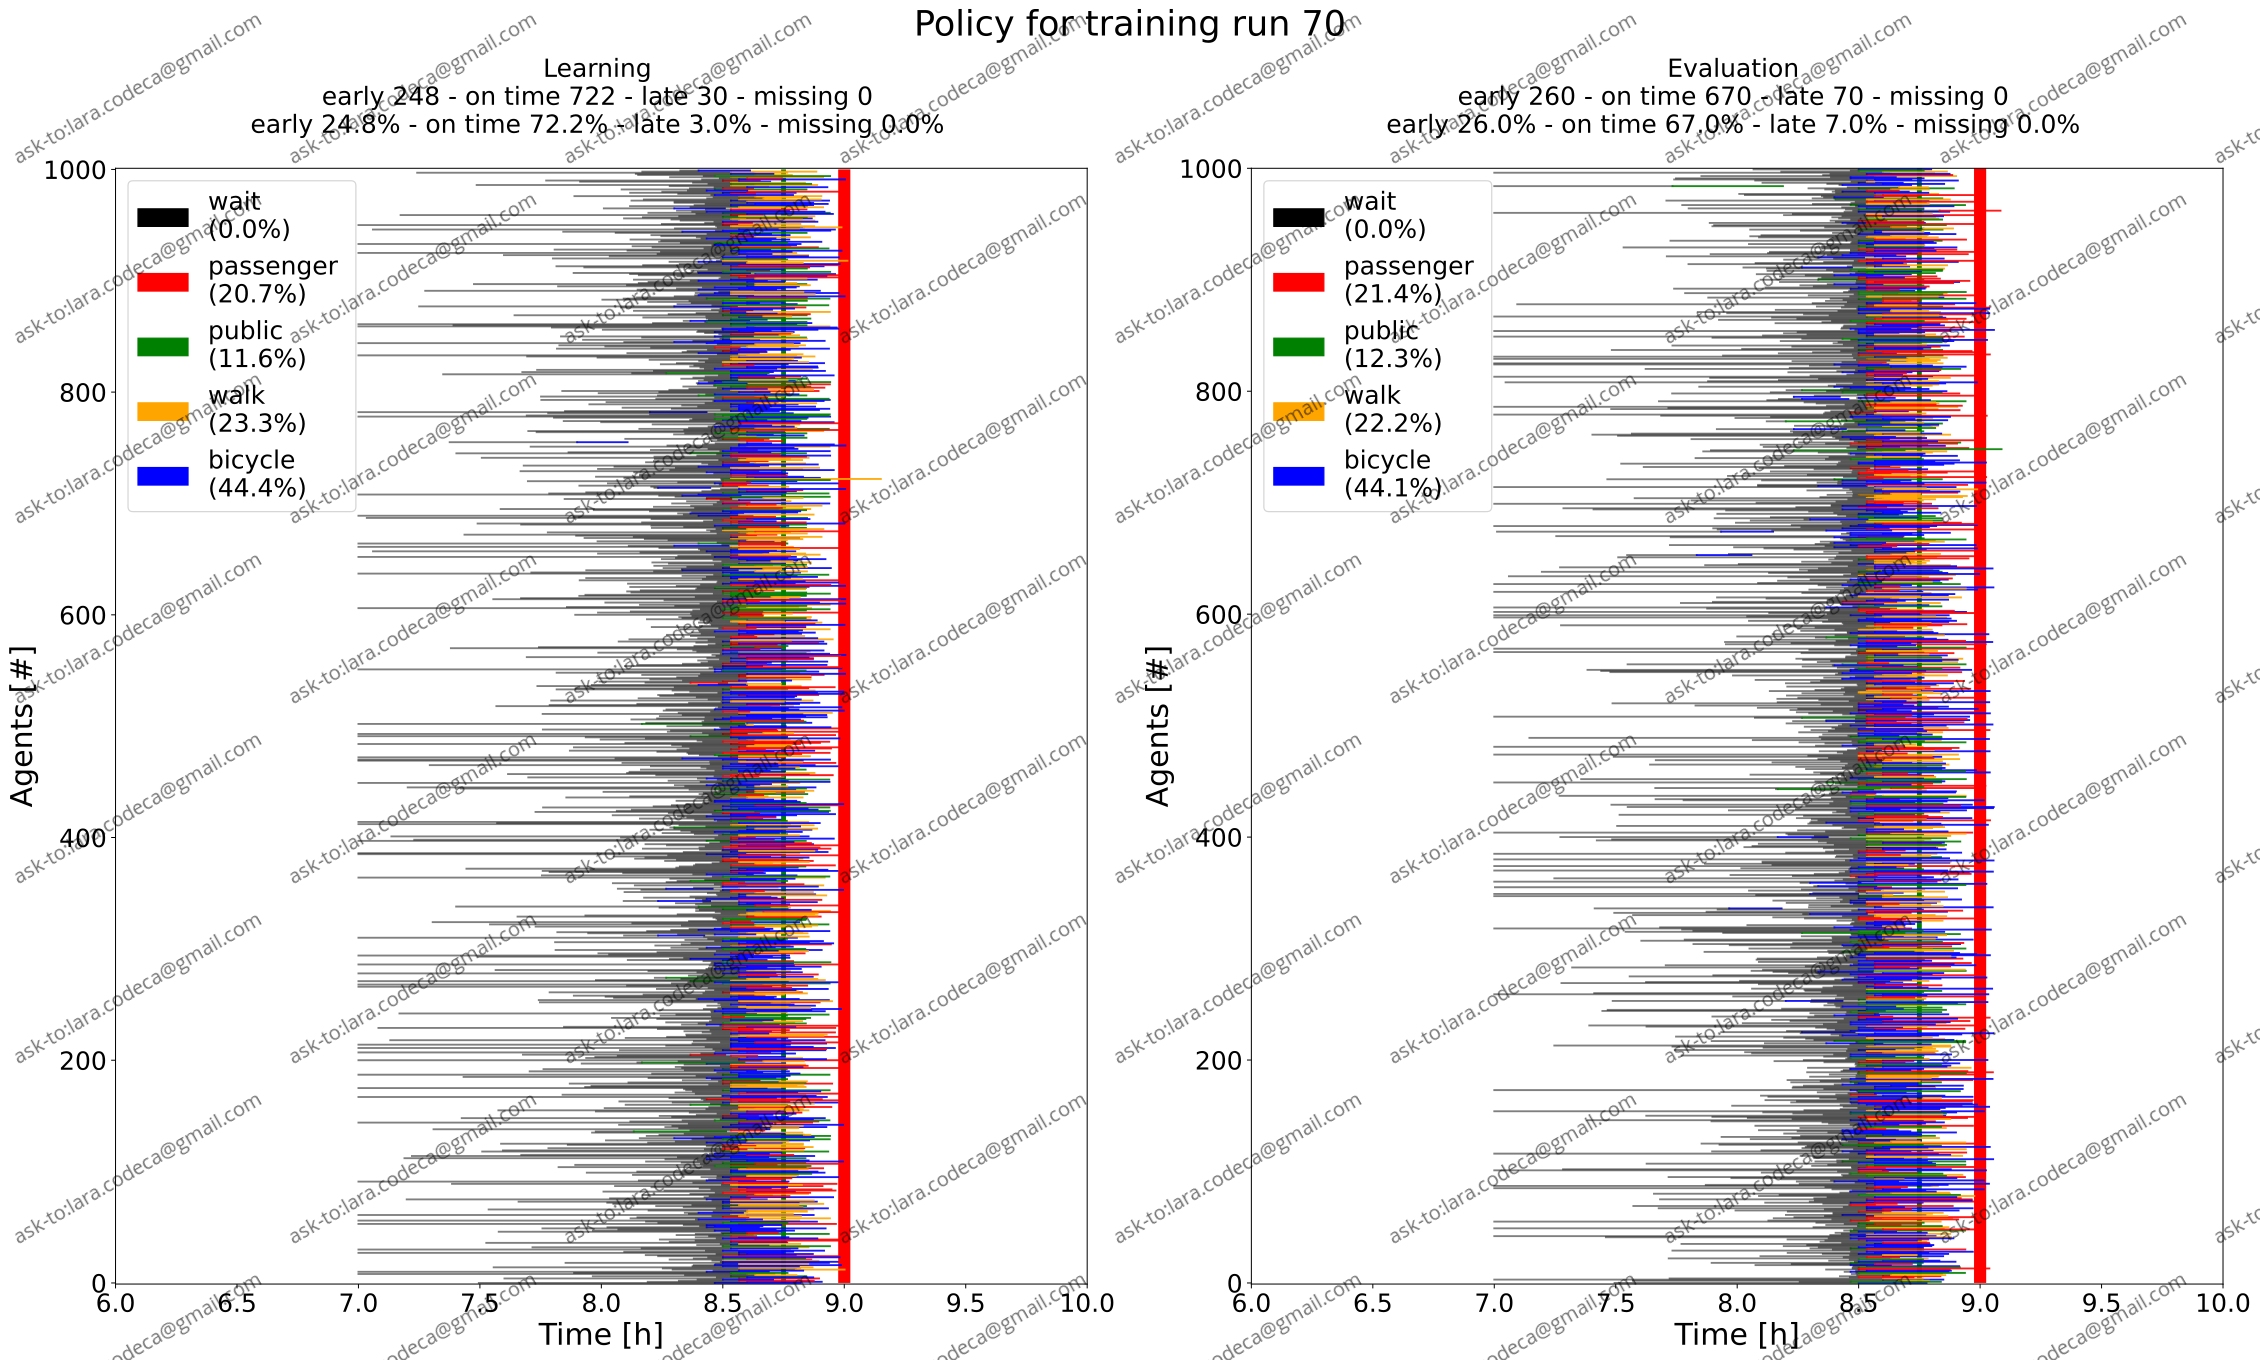 Policy for training run 70
Learning
early 248 - on time 722 - late 30 - missing 0
early 24.8% - on time 72.2% - late 3.0% - missing 0.0%
Agents [#]
1000
800
600
400
200
0
wait
(0.0%)
passenger
(20.7%)
public
(11.6%)
walk
(23.3%)
bicycle
(44.4%)
6.0 6.5 7.0 7.5 8.0 8.5 9.0 9.5 10.0
Time [h]
Evaluation
early 260 - on time 670 - late 70 - missing 0
early 26.0% - on time 67.0% - late 7.0% - missing 0.0%
Agents [#]
1000
800
600
400
200
0
wait
(0.0%)
passenger
(21.4%)
public
(12.3%)
walk
(22.2%)
bicycle
(44.1%)
6.0 6.5 7.0 7.5 8.0 8.5 9.0 9.5 10.0
Time [h]
ask-to:lara.codeca@gmail.com